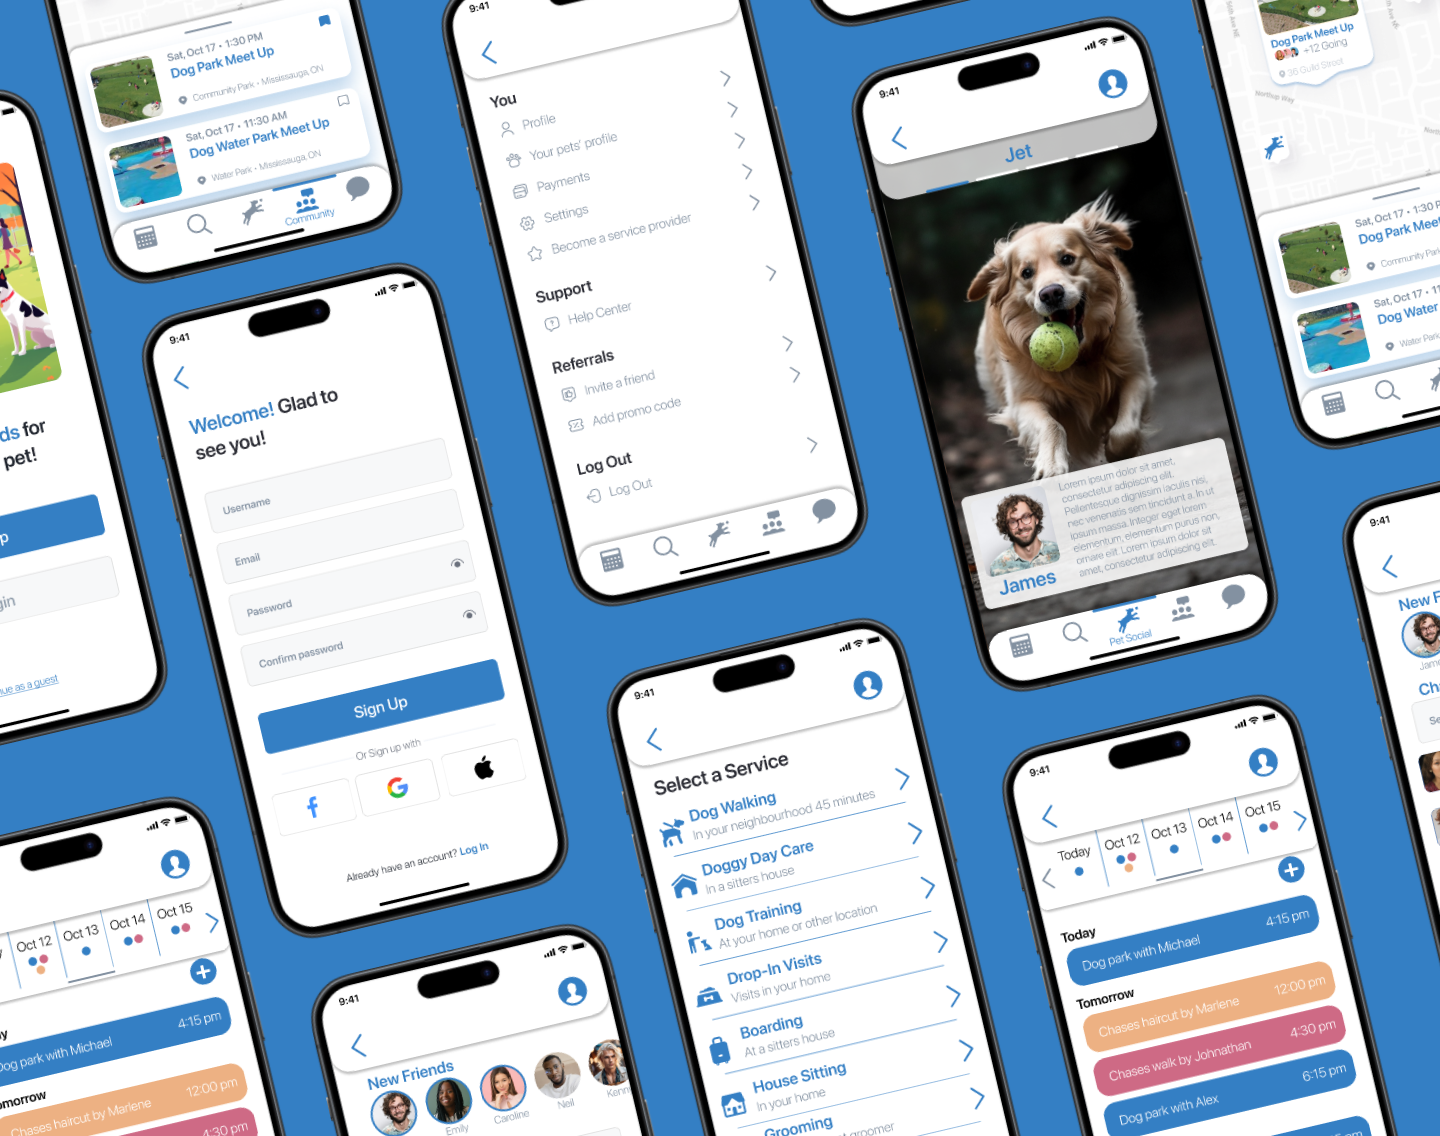 Sat, Oct 17 • 1:30 PM
Dog Park Meet Up
Community Park • Mississauga, ON
Sat, Oct 17 • 11:30 AM
Dog Water Park Meet Up
Water Park • Mississauga, ON
Community
for
pet!
ue as a guest
9:41
Welcome! Glad to
see you!
Username
Email
Password
Confirm password
Sign Up
Or Sign up with
Already have an account? Log In
9:41
You
Profile
Your pets' profile
Payments
Settings
Become a service provider
Support
Help Center
Referrals
Invite a friend
Add promo code
Log Out
Log Out
9:41
Jet
Lorem ipsum dolor sit amet,
consectetur adipiscing elit.
Pellentesque dignissim iaculis nisi,
nec venenatis sem tincidunt a. In ut
ipsum massa. Integer eget lorem
elementum, elementum purus non,
ornare elit. Lorem ipsum dolor sit
amet, consectetur adipiscing elit.
James
Pet Social
Dog Park Meet Up
+12 Going
36 Guild Street
Northup Way
Sat, Oct 17 • 1:30 P
Dog Park Meet
Community Park
Sat, Oct 17 • 11
Dog Water
Water Park
Oct 12
Oct 13
Oct 14
Oct 15
Dog park with Michael
4:15 pm
omorrow
Chases haircut by Marlene
12:00 pm
4:30 pm
9:41
New Friends
Emily
Caroline
Neil
Kenn
9:41
Select a Service
Dog Walking
In your neighbourhood 45 minutes
Doggy Day Care
In a sitters house
Dog Training
At your home or other location
Drop-In Visits
Visits in your home
Boarding
At a sitters house
House Sitting
In your home
Grooming
groomer
9:41
Today
Oct 12
Oct 13
Oct 14
Oct 15
Today
Dog park with Michael
4:15 pm
Tomorrow
Chases haircut by Marlene
12:00 pm
Chases walk by Johnathan
4:30 pm
Dog park with Alex
6:15 pm
9:41
New F
Jame
Cha
Se